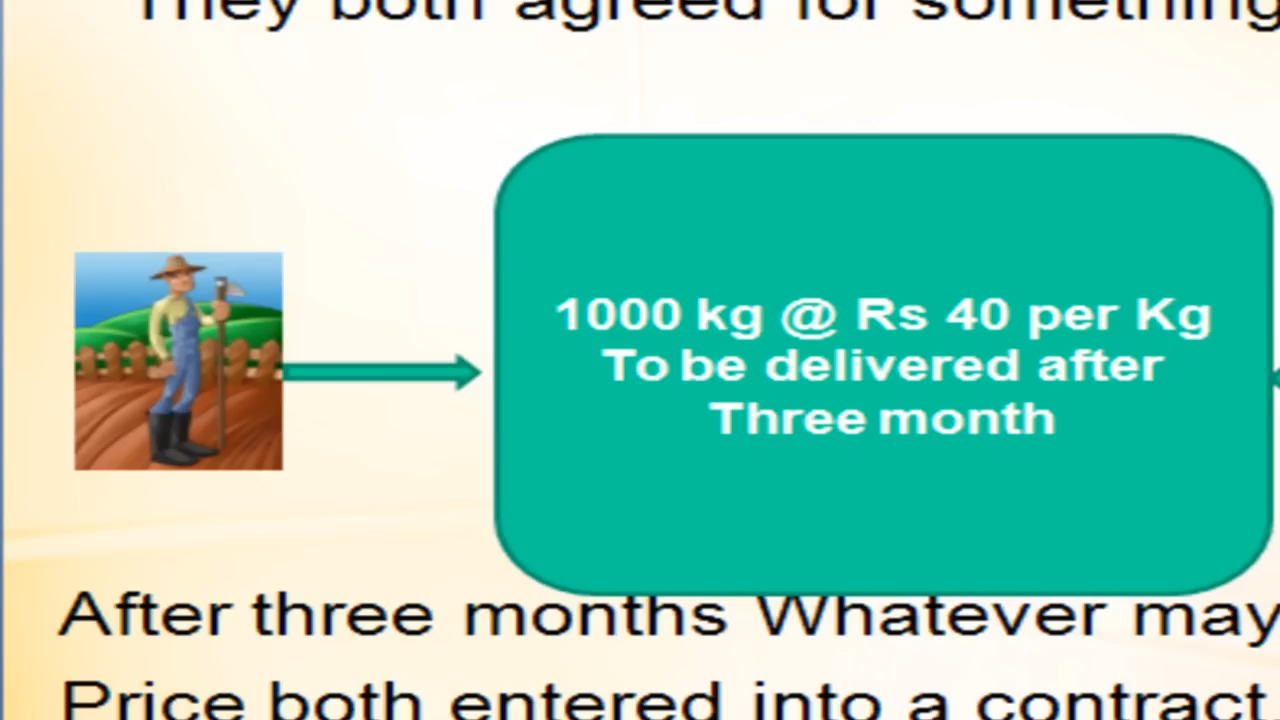 They both agreed for something
1000 kg @ Rs 40 per Kg
To be delivered after
Three month
After three months Whatever may
Price both entered into a contract